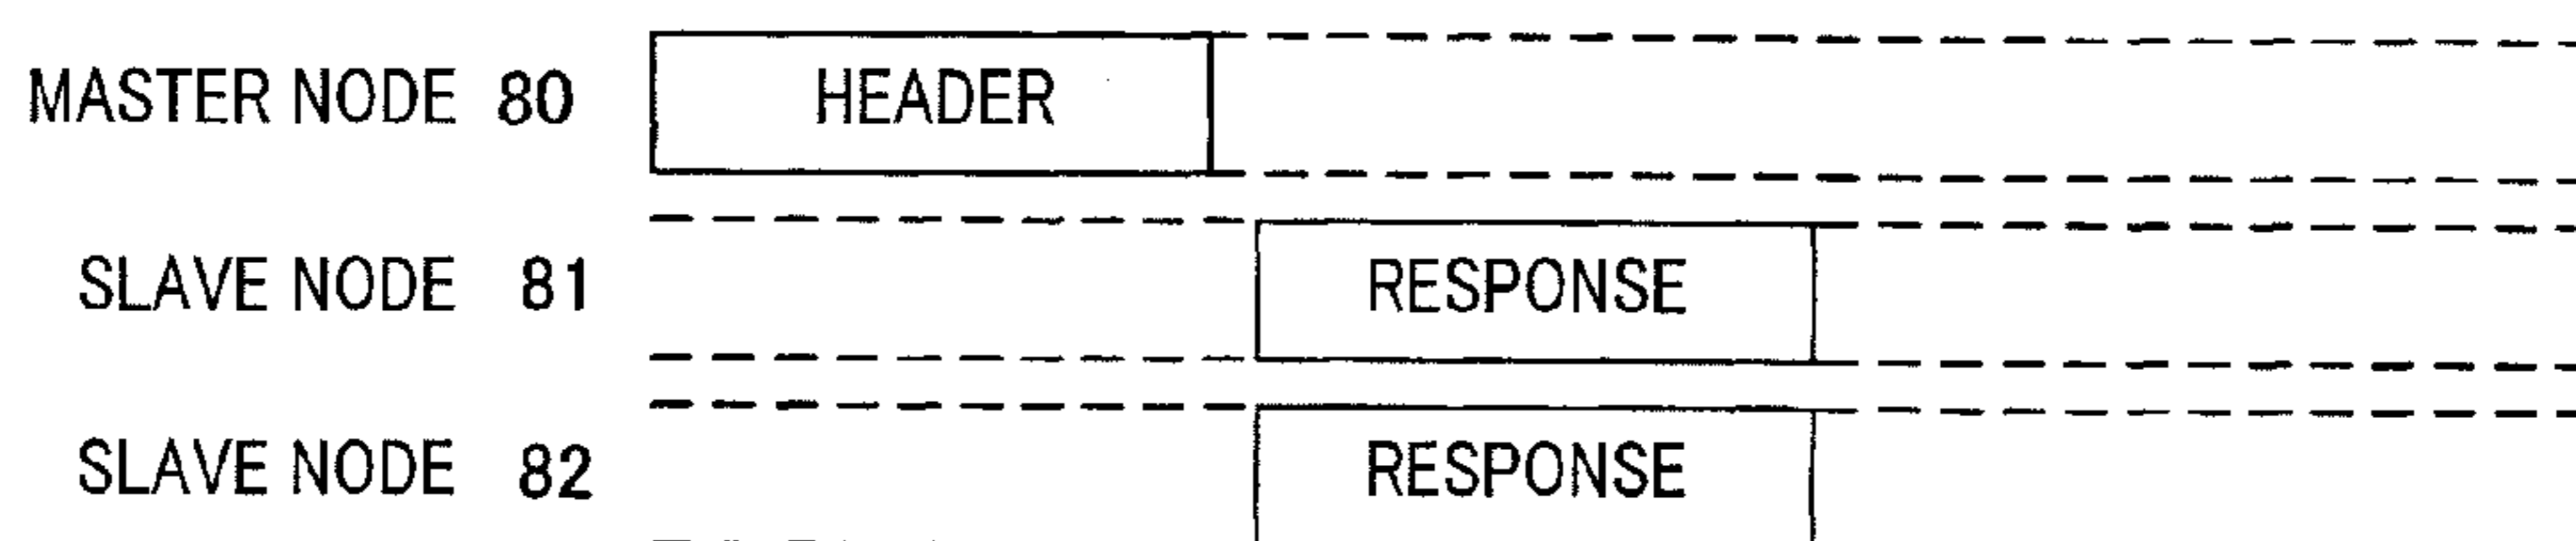 MASTER NODE 80 HEADER
SLAVE NODE 81 RESPONSE
SLAVE NODE 82 RESPONSE